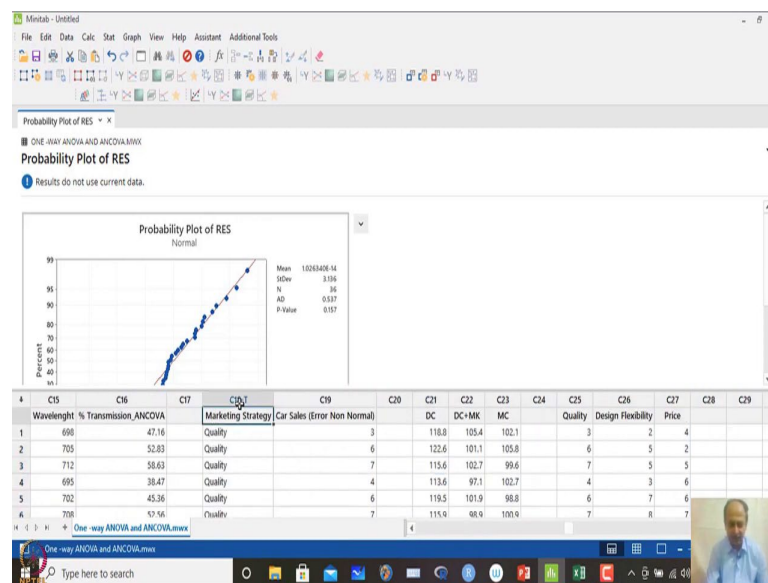 Minitab - Untitled
File Edit Data Calc Stat Graph View Help Assistant Additional Tools
Probability Plot of RES
ONE -WAY ANOVA AND ANCOVA.MWX
Probability Plot of RES
Results do not use current data.
Probability Plot of RES
Normal
99
95
90
80
70
60
50
40
30
Percent
Mean 1.026340E-14
StDev 3.136
N 36
AD 0.537
P-Value 0.157
C15 C16 C17 C18-T C19 C20 C21 C22 C23 C24 C25 C26 C27 C28 C29
Wavelenght % Transmission_ANCOVA Marketing Strategy Car Sales (Error Non Normal) DC DC+MK MC Quality Design Flexibility Price
1 698 47.16 Quality 3 118.8 105.4 102.1 3 2 4
2 705 52.83 Quality 6 122.6 101.1 105.8 6 5 2
3 712 58.63 Quality 7 115.6 102.7 99.6 7 5 5
4 695 38.47 Quality 4 113.6 97.1 102.7 4 3 6
5 702 45.36 Quality 6 119.5 101.9 98.8 6 7 6
6 708 52.56 Quality 7 115.9 98.9 100.9 7 8 7
One -way ANOVA and ANCOVA.mwx
One -way ANOVA and ANCOVA.mwx
Type here to search